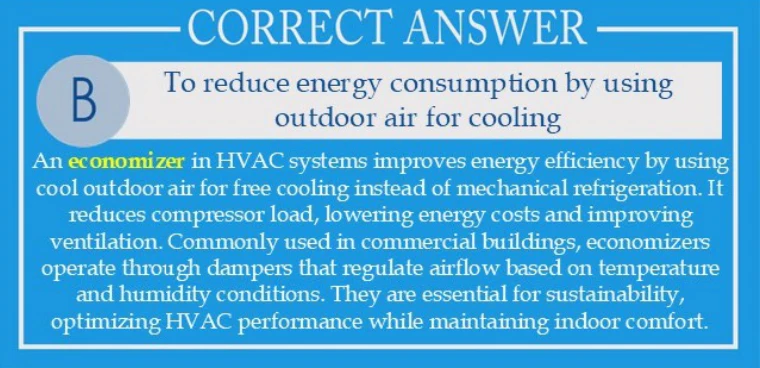 CORRECT ANSWER
B
To reduce energy consumption by using
outdoor air for cooling
An economizer in HVAC systems improves energy efficiency by using
cool outdoor air for free cooling instead of mechanical refrigeration. It
reduces compressor load, lowering energy costs and improving
ventilation. Commonly used in commercial buildings, economizers
operate through dampers that regulate airflow based on temperature
and humidity conditions. They are essential for sustainability,
optimizing HVAC performance while maintaining indoor comfort.